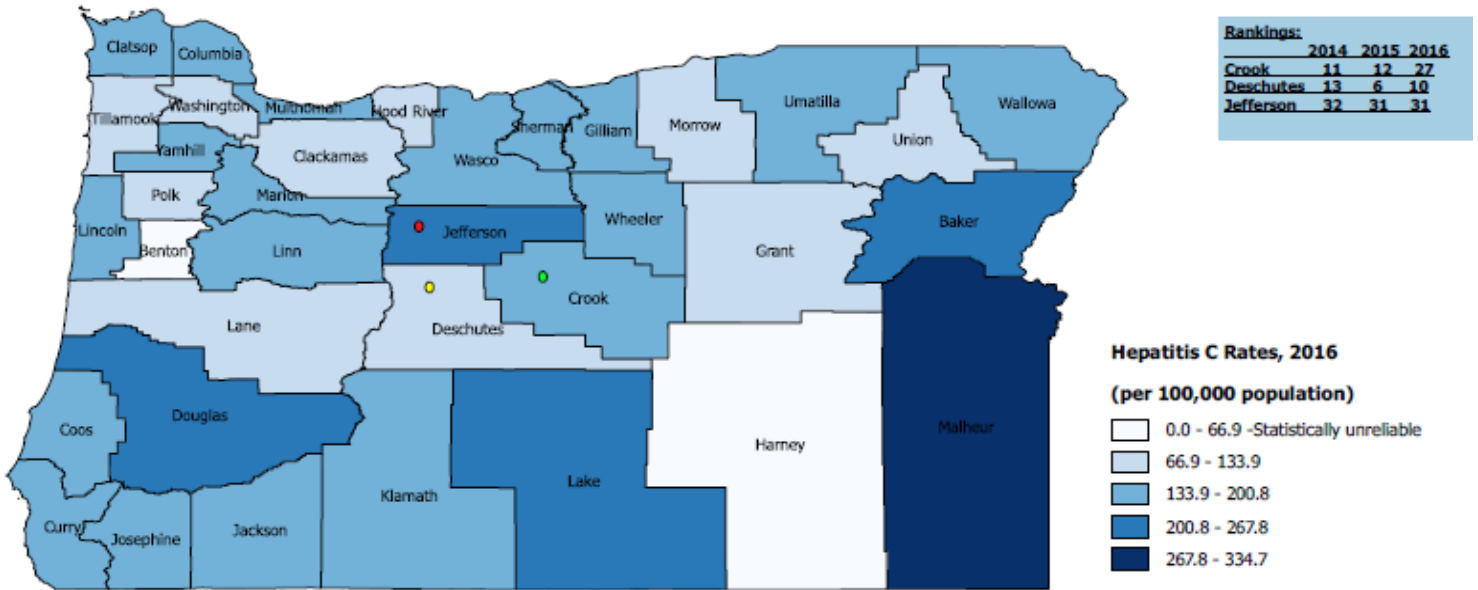 Rankings:
2014 2015 2016
Crook 11 12 27
Deschutes 13 6 10
Jefferson 32 31 31
Clatsop
Columbia
Tillamook
Washington
Multnomah
Hood River
Sherman
Gilliam
Morrow
Umatilla
Wallowa
Union
Yamhill
Clackamas
Wasco
Polk
Marion
Lincoln
Benton
Linn
Jefferson
Wheeler
Grant
Baker
Crook
Lane
Deschutes
Douglas
Coos
Harney
Malheur
Klamath
Lake
Curry
Josephine
Jackson
Hepatitis C Rates, 2016
(per 100,000 population)
0.0 - 66.9 -Statistically unreliable
66.9 - 133.9
133.9 - 200.8
200.8 - 267.8
267.8 - 334.7